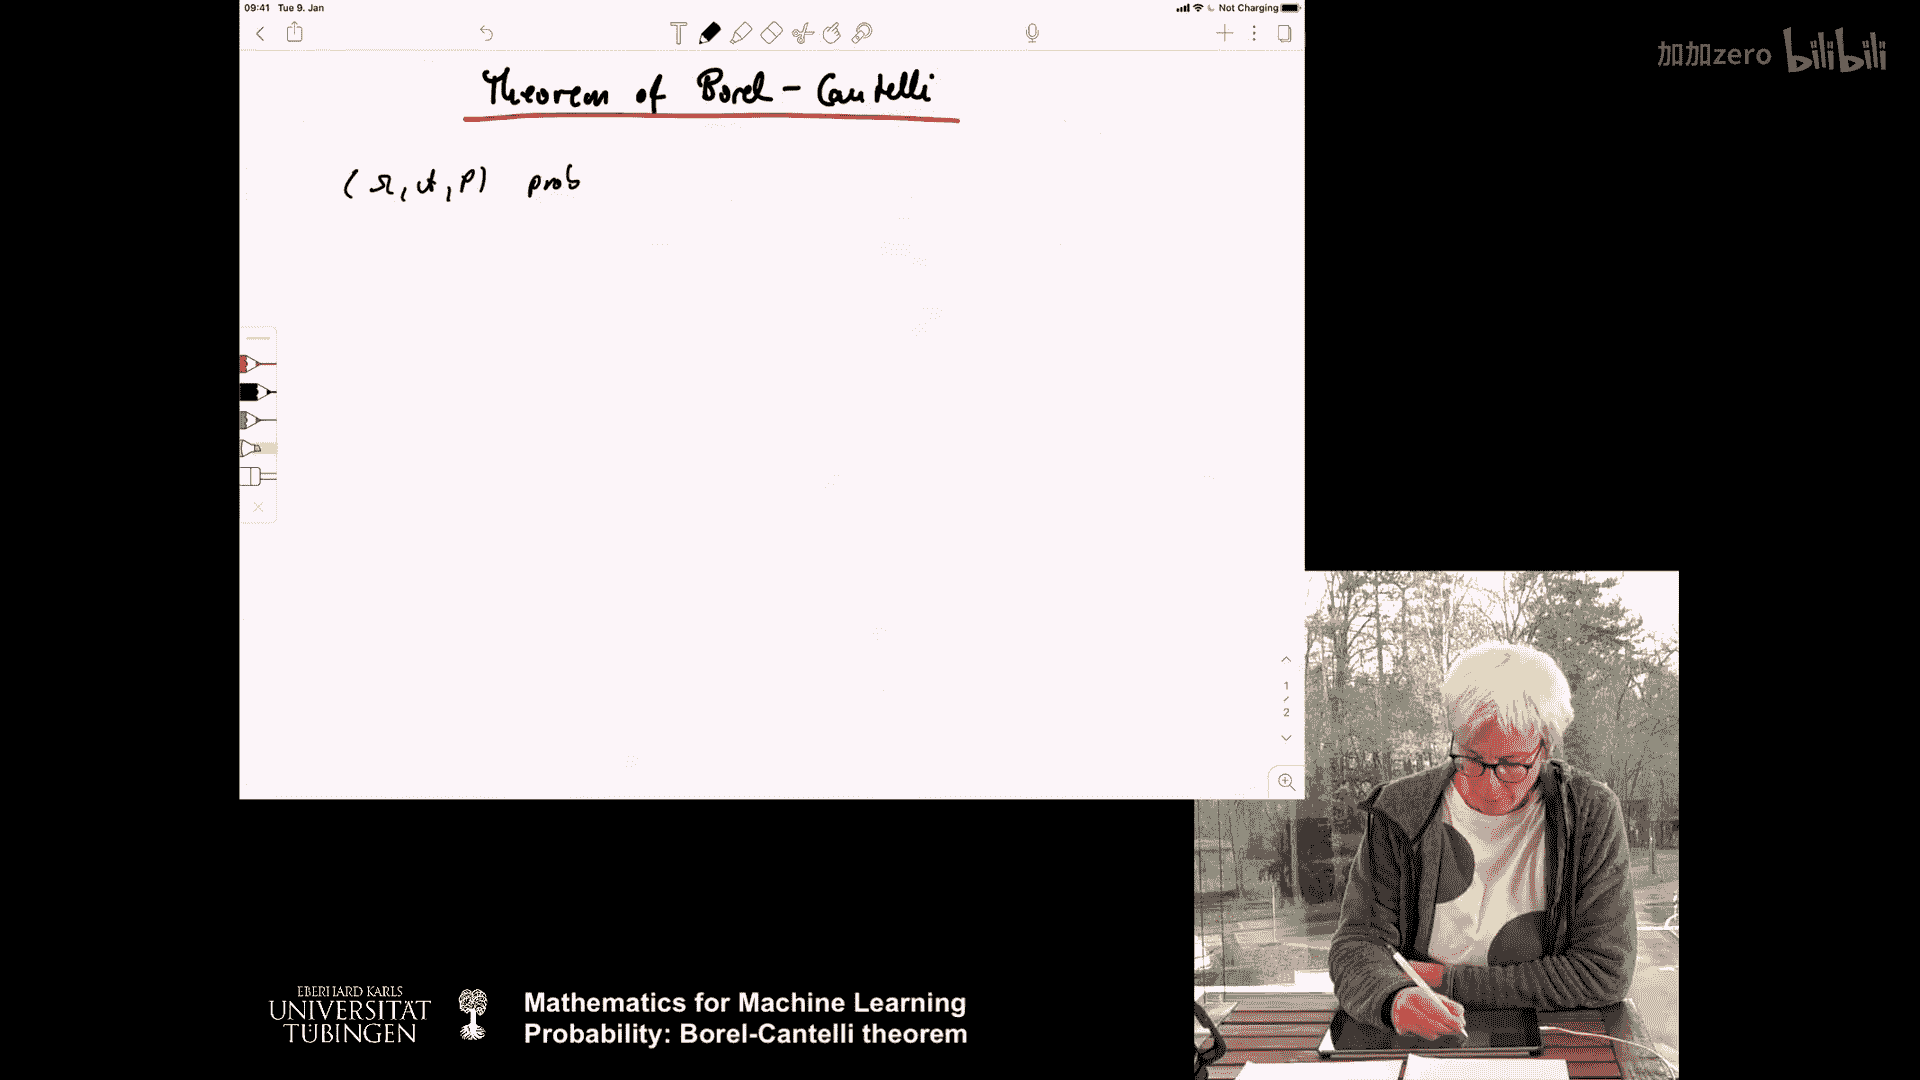 09:41 Tue 9. Jan
Not Charging
加加zero bilibili
Theorem of Borel - Cantelli
(Ω, A, P) prob
1
/
2
EBERHARD KARLS
UNIVERSITÄT
TÜBINGEN
Mathematics for Machine Learning
Probability: Borel-Cantelli theorem